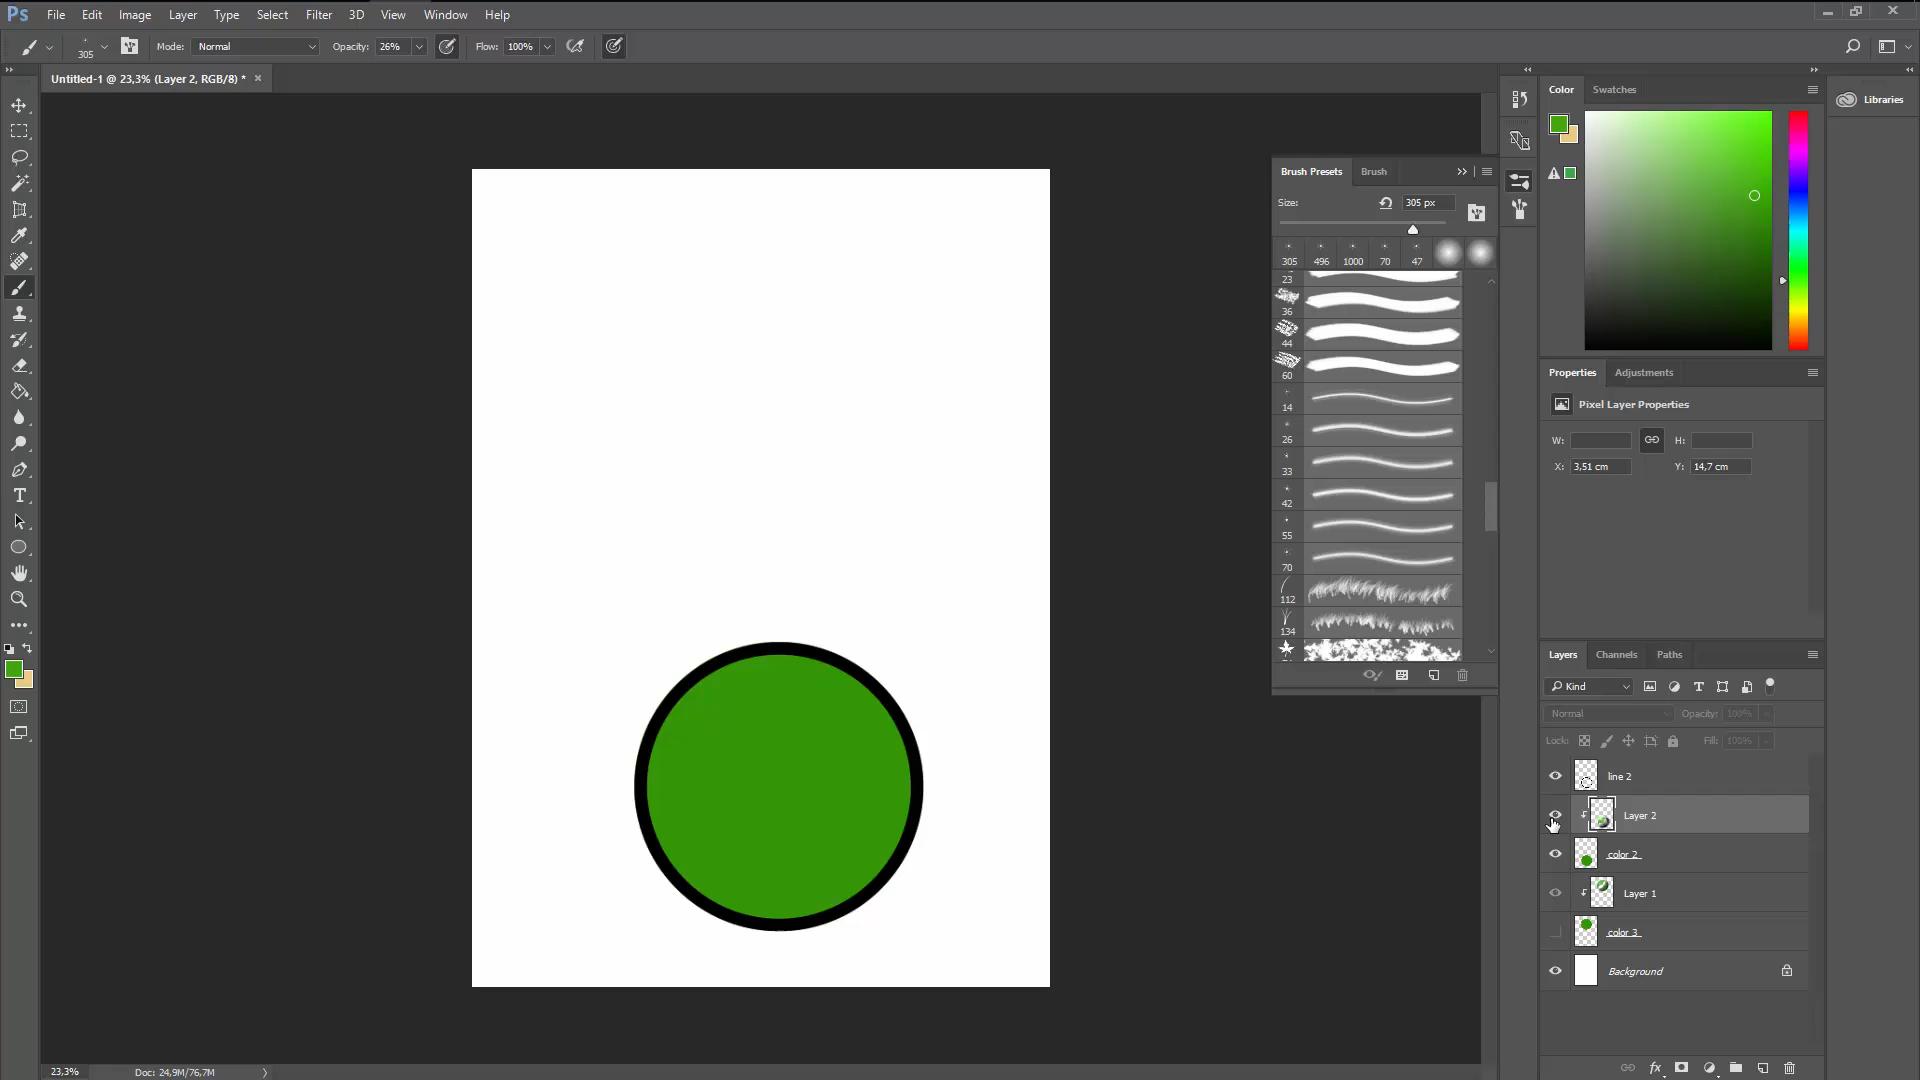 Ps File Edit Image Layer Type Select Filter 3D View Window Help
305 Mode: Normal Opacity: 26% Flow: 100%
Untitled-1 @ 23,3% (Layer 2, RGB/8) * ×
Color Swatches
Libraries
Brush Presets Brush
Size: 305 px
305 496 1000 70 47
23
36
44
60
14
26
33
42
55
70
112
134
Properties Adjustments
Pixel Layer Properties
W: H:
X: 3,51 cm Y: 14,7 cm
Layers Channels Paths
Kind
Normal Opacity: 100%
Lock: Fill: 100%
line 2
Layer 2
color 2
Layer 1
color 3
Background
T
fx
23,3% Doc: 24,9M/76,7M